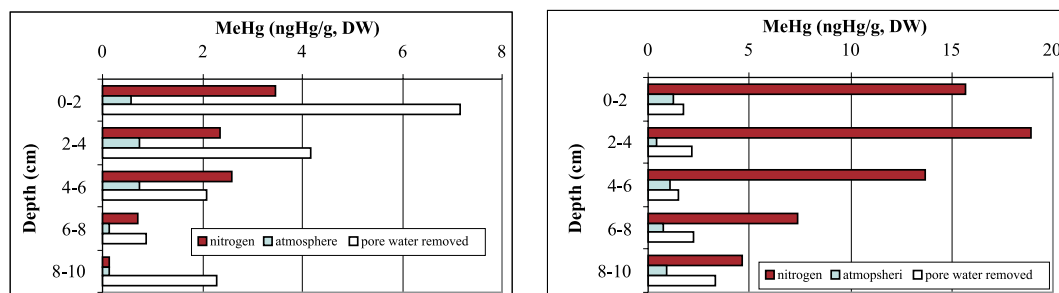 MeHg (ngHg/g, DW)
0 2 4 6 8
Depth (cm)
0-2
2-4
4-6
6-8
8-10
nitrogen atmosphere pore water removed
MeHg (ngHg/g, DW)
0 5 10 15 20
Depth (cm)
0-2
2-4
4-6
6-8
8-10
nitrogen atmopsheri pore water removed